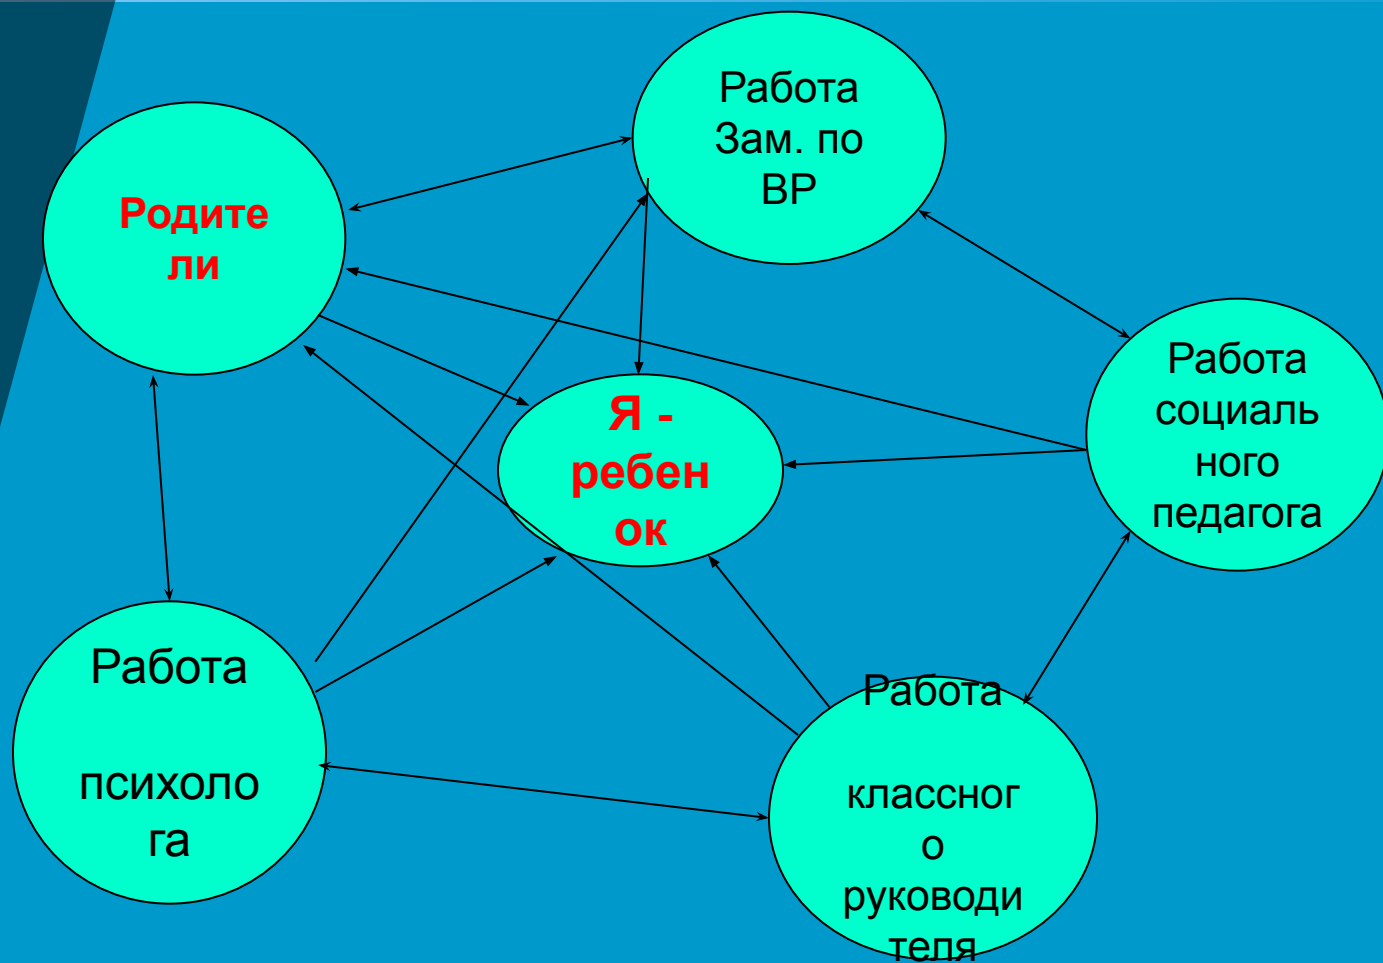 Работа
Зам. по
ВР
Родите
ли
Работа
социаль
ного
педагога
Я -
ребен
ок
Работа
психоло
га
Работа
классног
о
руководи
теля